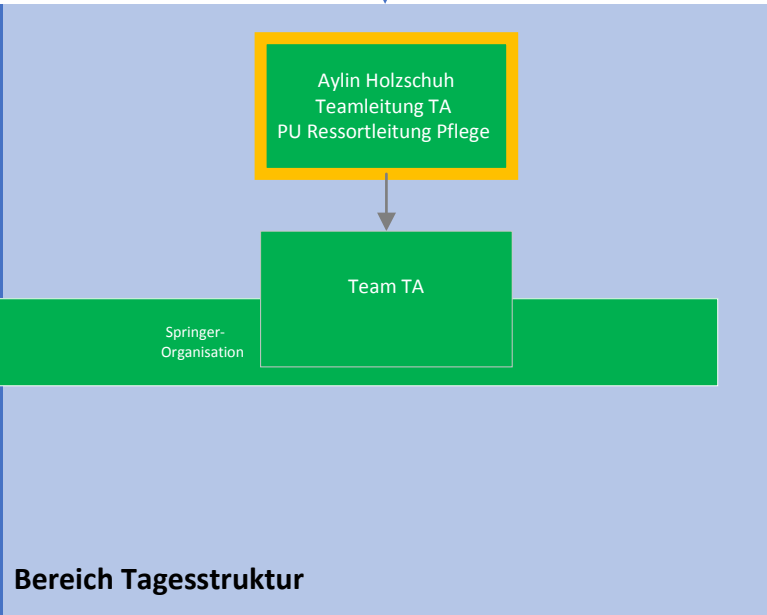 Aylin Holzschuh
Teamleitung TA
PU Ressortleitung Pflege
Team TA
Springer-
Organisation
Bereich Tagesstruktur